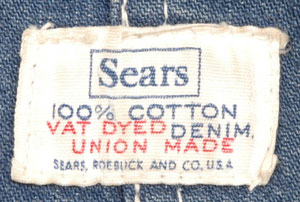 Sears
100% COTTON
VAT DYED DENIM.
UNION MADE
SEARS, ROEBUCK AND CO. U.S.A.